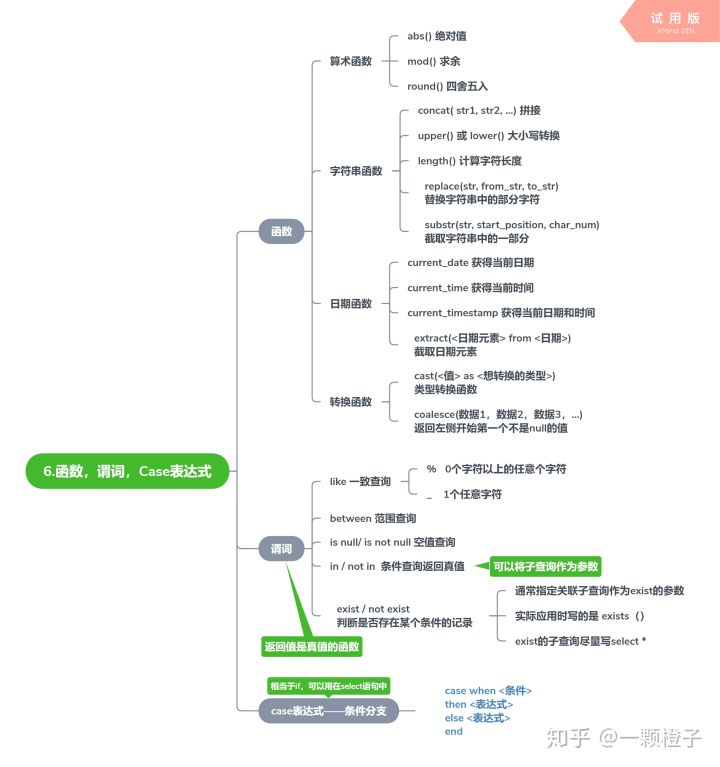 试用版
XMind·ZEN
6.函数，谓词，Case表达式
函数
算术函数
abs() 绝对值
mod() 求余
round() 四舍五入
字符串函数
concat( str1, str2, ...) 拼接
upper() 或 lower() 大小写转换
length() 计算字符长度
replace(str, from_str, to_str)
替换字符串中的部分字符
substr(str, start_position, char_num)
截取字符串中的一部分
日期函数
current_date 获得当前日期
current_time 获得当前时间
current_timestamp 获得当前日期和时间
extract(<日期元素> from <日期>)
截取日期元素
转换函数
cast(<值> as <想转换的类型>)
类型转换函数
coalesce(数据1，数据2，数据3，...)
返回左侧开始第一个不是null的值
谓词
返回值是真值的函数
like 一致查询
% 0个字符以上的任意个字符
_ 1个任意字符
between 范围查询
is null/ is not null 空值查询
in / not in 条件查询返回真值
可以将子查询作为参数
exist / not exist
判断是否存在某个条件的记录
通常指定关联子查询作为exist的参数
实际应用时写的是 exists（）
exist的子查询尽量写select *
相当于if，可以用在select语句中
case表达式——条件分支
case when <条件>
then <表达式>
else <表达式>
end
知乎 @一颗橙子